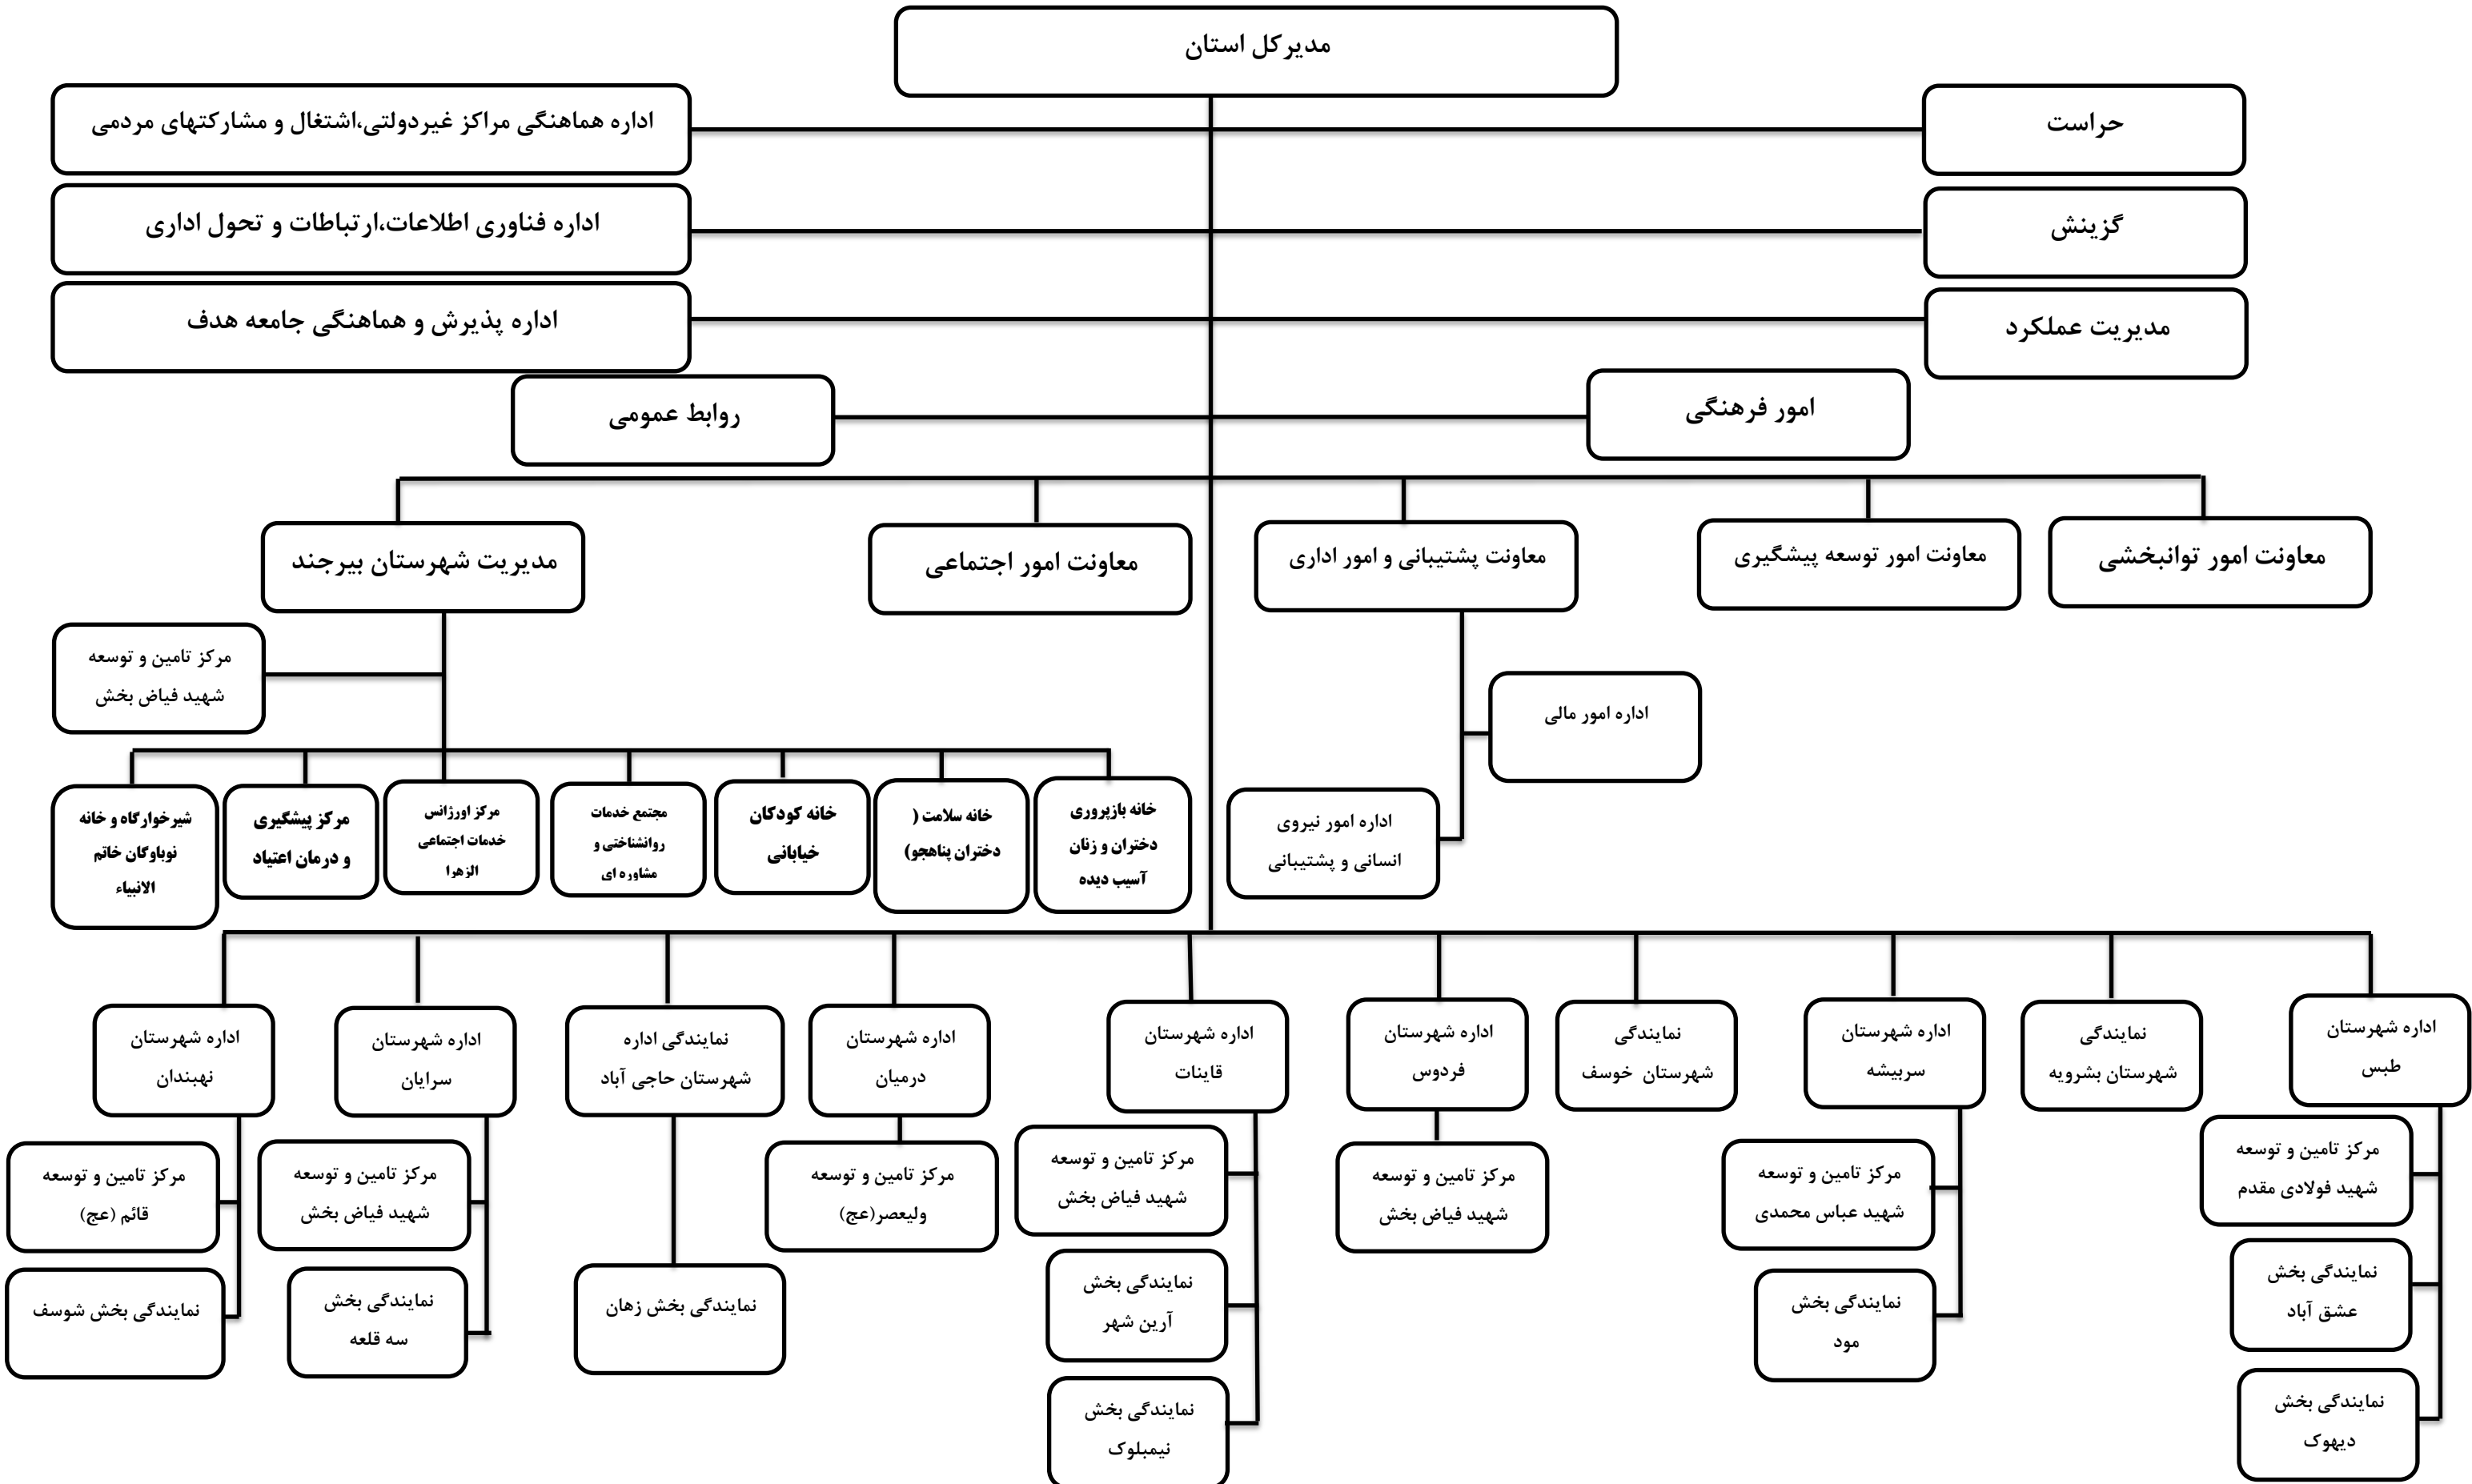 مدیرکل استان
حراست
اداره هماهنگی مراکز غیردولتی،اشتغال و مشارکتهای مردمی
گزینش
اداره فناوری اطلاعات،ارتباطات و تحول اداری
مدیریت عملکرد
اداره پذیرش و هماهنگی جامعه هدف
امور فرهنگی
روابط عمومی
معاونت امور توانبخشی
معاونت امور توسعه پیشگیری
معاونت پشتیبانی و امور اداری
معاونت امور اجتماعی
مدیریت شهرستان بیرجند
مرکز تامین و توسعه
شهید فیاض بخش
اداره امور مالی
اداره امور نیروی
انسانی و پشتیبانی
خانه بازپروری
دختران و زنان
آسیب دیده
خانه سلامت (
دختران پناهجو)
خانه کودکان
خیابانی
مجتمع خدمات
روانشناختی و
مشاوره ای
مرکز اورژانس
خدمات اجتماعی
الزهرا
مرکز پیشگیری
و درمان اعتیاد
شیرخوارگاه و خانه
نوباوگان خاتم
الانبیاء
اداره شهرستان
طبس
نمایندگی
شهرستان بشرویه
اداره شهرستان
سربیشه
نمایندگی
شهرستان خوسف
اداره شهرستان
فردوس
اداره شهرستان
قاینات
اداره شهرستان
درمیان
نمایندگی اداره
شهرستان حاجی آباد
اداره شهرستان
سرایان
اداره شهرستان
نهبندان
مرکز تامین و توسعه
شهید فولادی مقدم
مرکز تامین و توسعه
شهید عباس محمدی
مرکز تامین و توسعه
شهید فیاض بخش
مرکز تامین و توسعه
شهید فیاض بخش
مرکز تامین و توسعه
ولیعصر(عج)
مرکز تامین و توسعه
شهید فیاض بخش
مرکز تامین و توسعه
قائم (عج)
نمایندگی بخش
عشق آباد
نمایندگی بخش
مود
نمایندگی بخش
آرین شهر
نمایندگی بخش زهان
نمایندگی بخش
سه قلعه
نمایندگی بخش شوسف
نمایندگی بخش
دیهوک
نمایندگی بخش
نیمبلوک